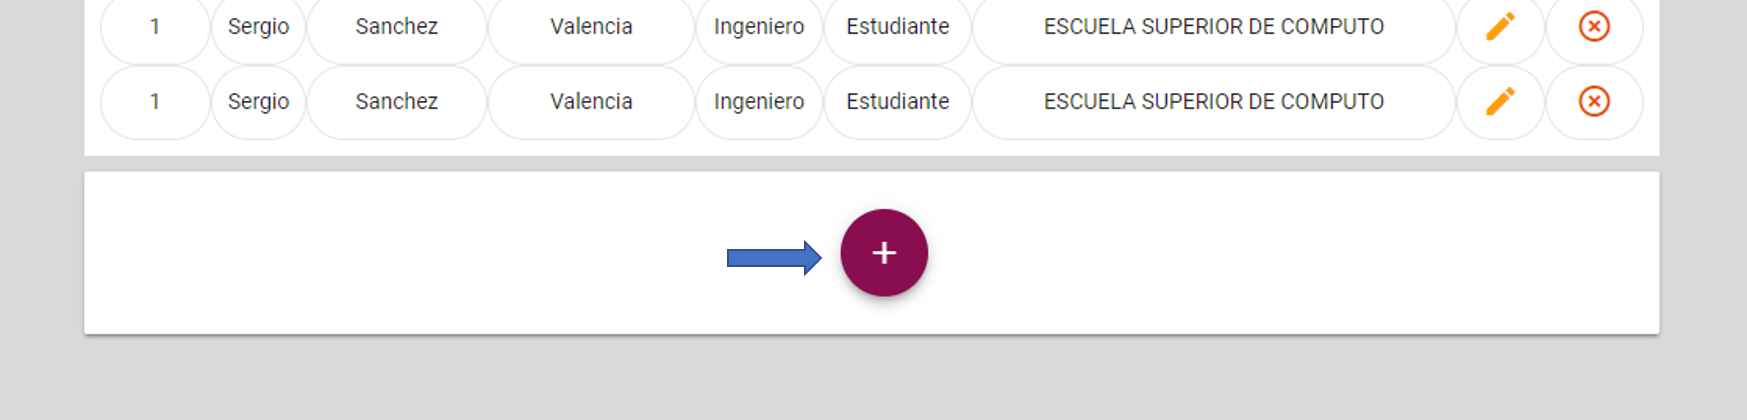 1 Sergio Sanchez Valencia Ingeniero Estudiante ESCUELA SUPERIOR DE COMPUTO
1 Sergio Sanchez Valencia Ingeniero Estudiante ESCUELA SUPERIOR DE COMPUTO
+